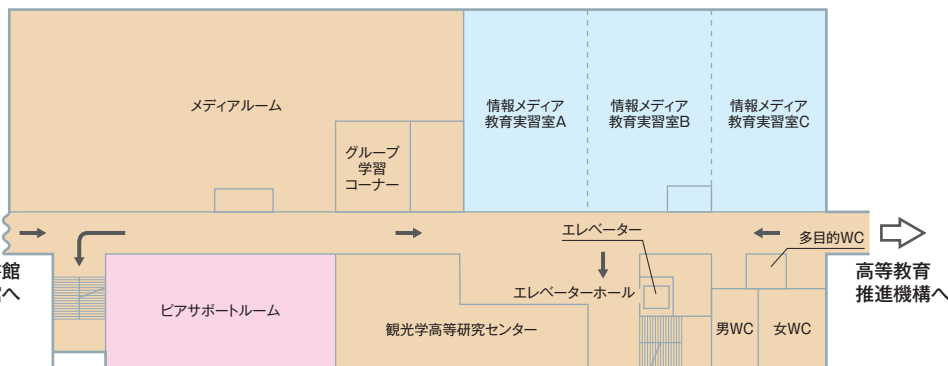 メディアルーム
情報メディア
教育実習室A
情報メディア
教育実習室B
情報メディア
教育実習室C
グループ
学習
コーナー
エレベーター
多目的WC
館
へ
高等教育
推進機構へ
エレベーターホール
ピアサポートルーム
観光学高等研究センター
男WC
女WC